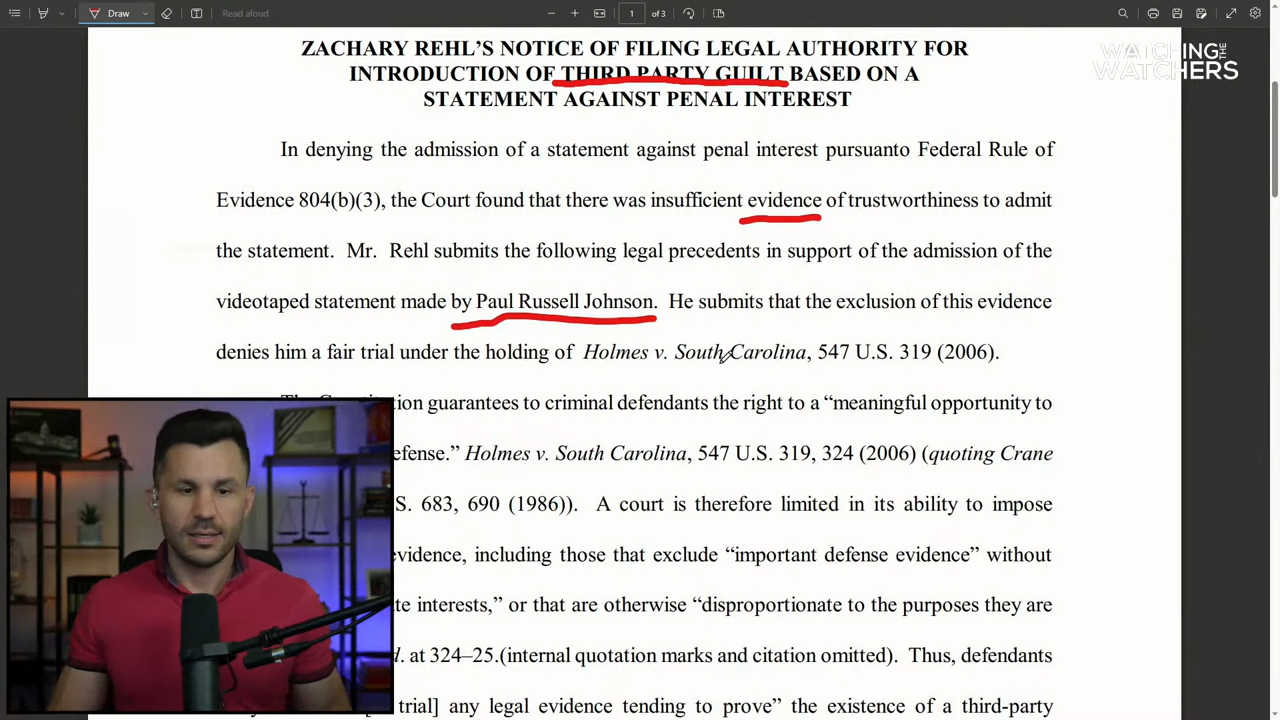 Draw
Read aloud
1 of 3
WATCHING THE WATCHERS
ZACHARY REHL'S NOTICE OF FILING LEGAL AUTHORITY FOR
INTRODUCTION OF THIRD PARTY GUILT BASED ON A
STATEMENT AGAINST PENAL INTEREST
In denying the admission of a statement against penal interest pursuanto Federal Rule of
Evidence 804(b)(3), the Court found that there was insufficient evidence of trustworthiness to admit
the statement. Mr. Rehl submits the following legal precedents in support of the admission of the
videotaped statement made by Paul Russell Johnson. He submits that the exclusion of this evidence
denies him a fair trial under the holding of Holmes v. South Carolina, 547 U.S. 319 (2006).
guarantees to criminal defendants the right to a “meaningful opportunity to
efense.” Holmes v. South Carolina, 547 U.S. 319, 324 (2006) (quoting Crane
S. 683, 690 (1986)). A court is therefore limited in its ability to impose
evidence, including those that exclude “important defense evidence” without
te interests,” or that are otherwise “disproportionate to the purposes they are
d. at 324–25.(internal quotation marks and citation omitted). Thus, defendants
trial] any legal evidence tending to prove” the existence of a third-party